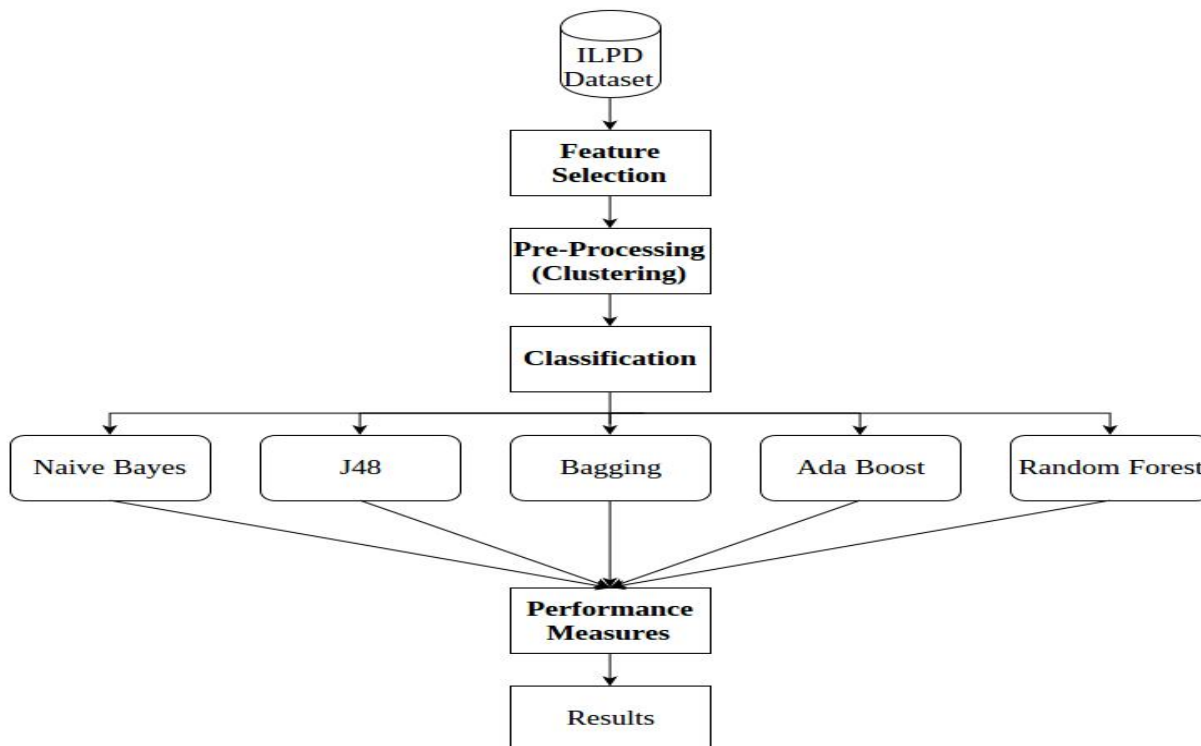 ILPD
Dataset
Feature
Selection
Pre-Processing
(Clustering)
Classification
Naive Bayes
J48
Bagging
Ada Boost
Random Forest
Performance
Measures
Results